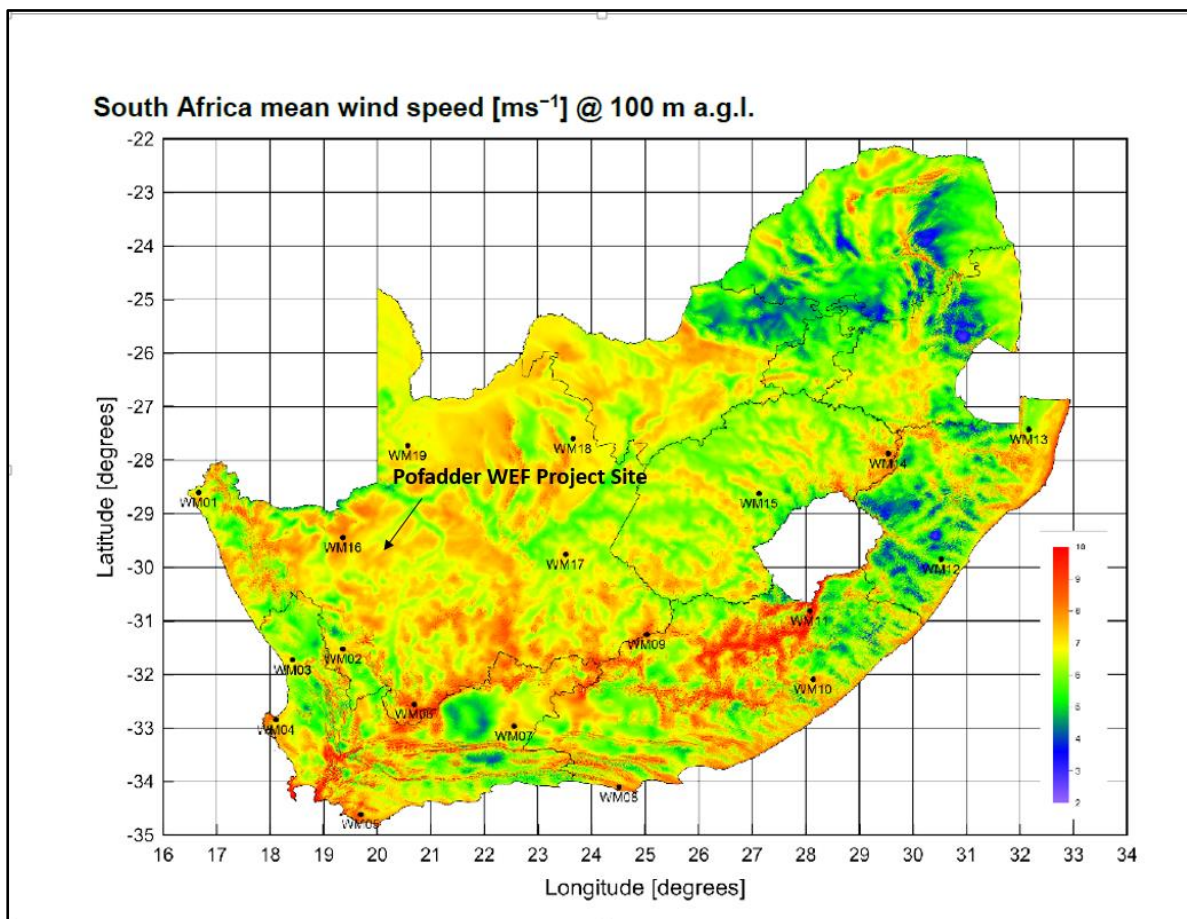 South Africa mean wind speed [ms⁻¹] @ 100 m a.g.l.
-22
-23
-24
-25
-26
-27
-28
-29
-30
-31
-32
-33
-34
-35
Latitude [degrees]
WM13
WM18
WM19
WM14
Pofadder WEF Project Site
WM01
WM15
WM16
WM17
WM12
WM11
WM09
WM02
WM03
WM10
WM06
WM04
WM07
WM08
WM05
10
9
8
7
6
5
4
3
2
16 17 18 19 20 21 22 23 24 25 26 27 28 29 30 31 32 33 34
Longitude [degrees]